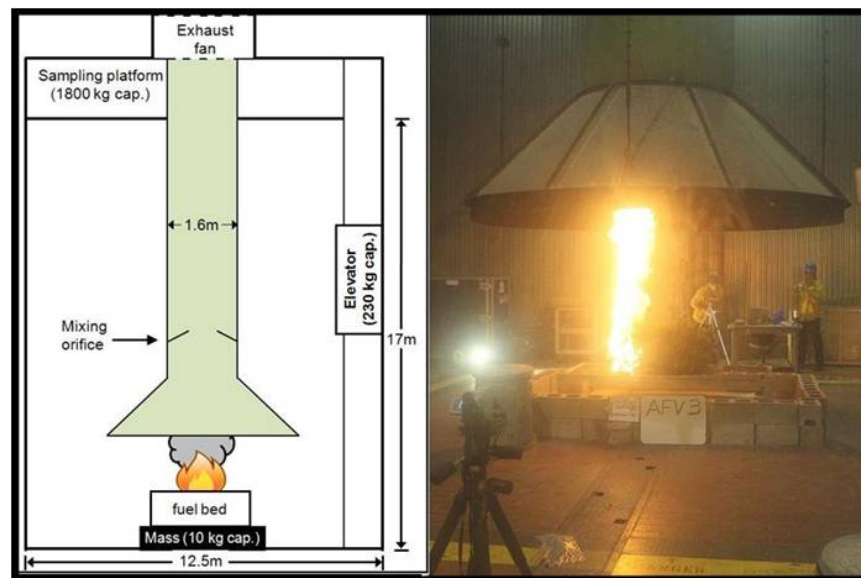 Exhaust
fan
Sampling platform
(1800 kg cap.)
1.6m
Elevator
(230 kg cap.)
Mixing
orifice
17m
fuel bed
Mass (10 kg cap.)
12.5m
AFV3